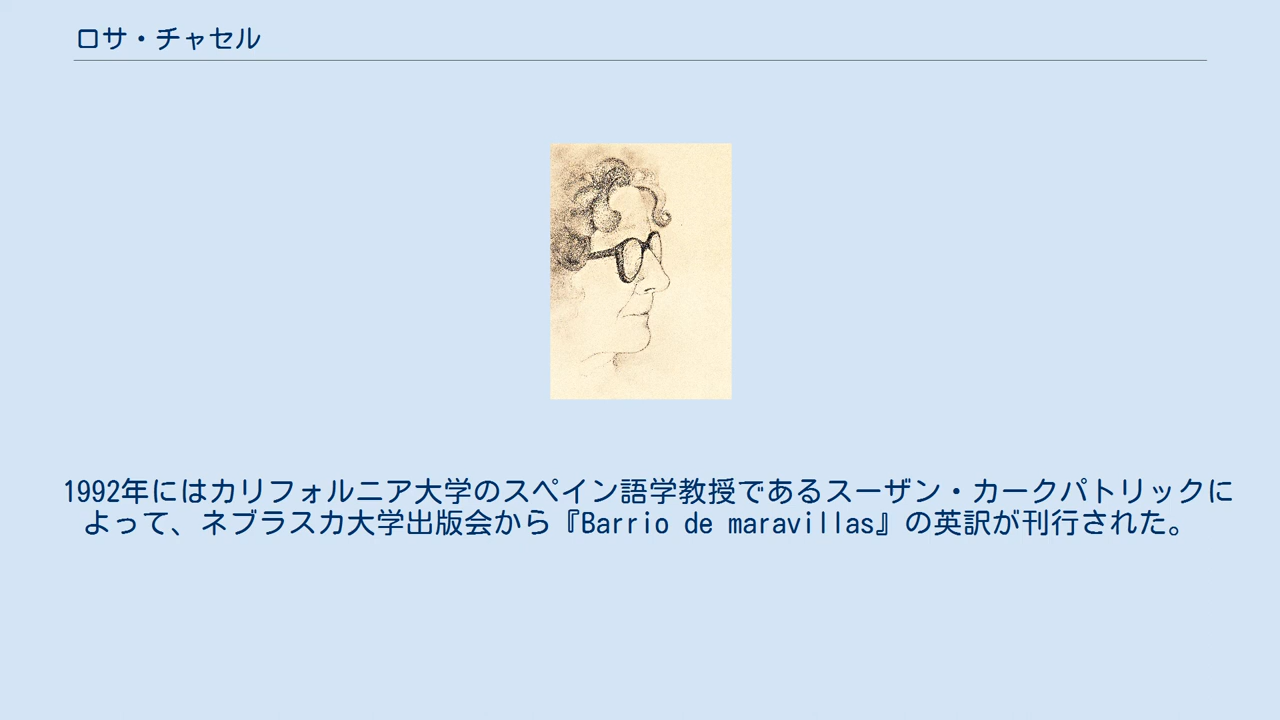 ロサ・チャセル
1992年にはカリフォルニア大学のスペイン語学教授であるスーザン・カークパトリックに
よって、ネブラスカ大学出版会から『Barrio de maravillas』の英訳が刊行された。